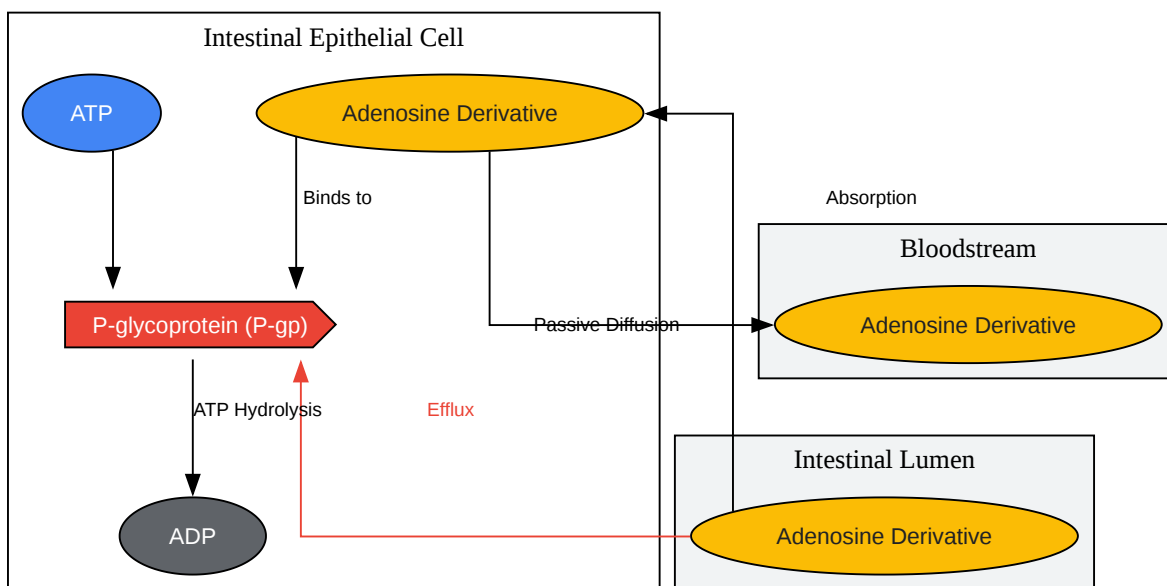 Intestinal Epithelial Cell
ATP
Adenosine Derivative
Binds to
Absorption
Bloodstream
P-glycoprotein (P-gp)
Passive Diffusion
Adenosine Derivative
ATP Hydrolysis
Efflux
Intestinal Lumen
ADP
Adenosine Derivative